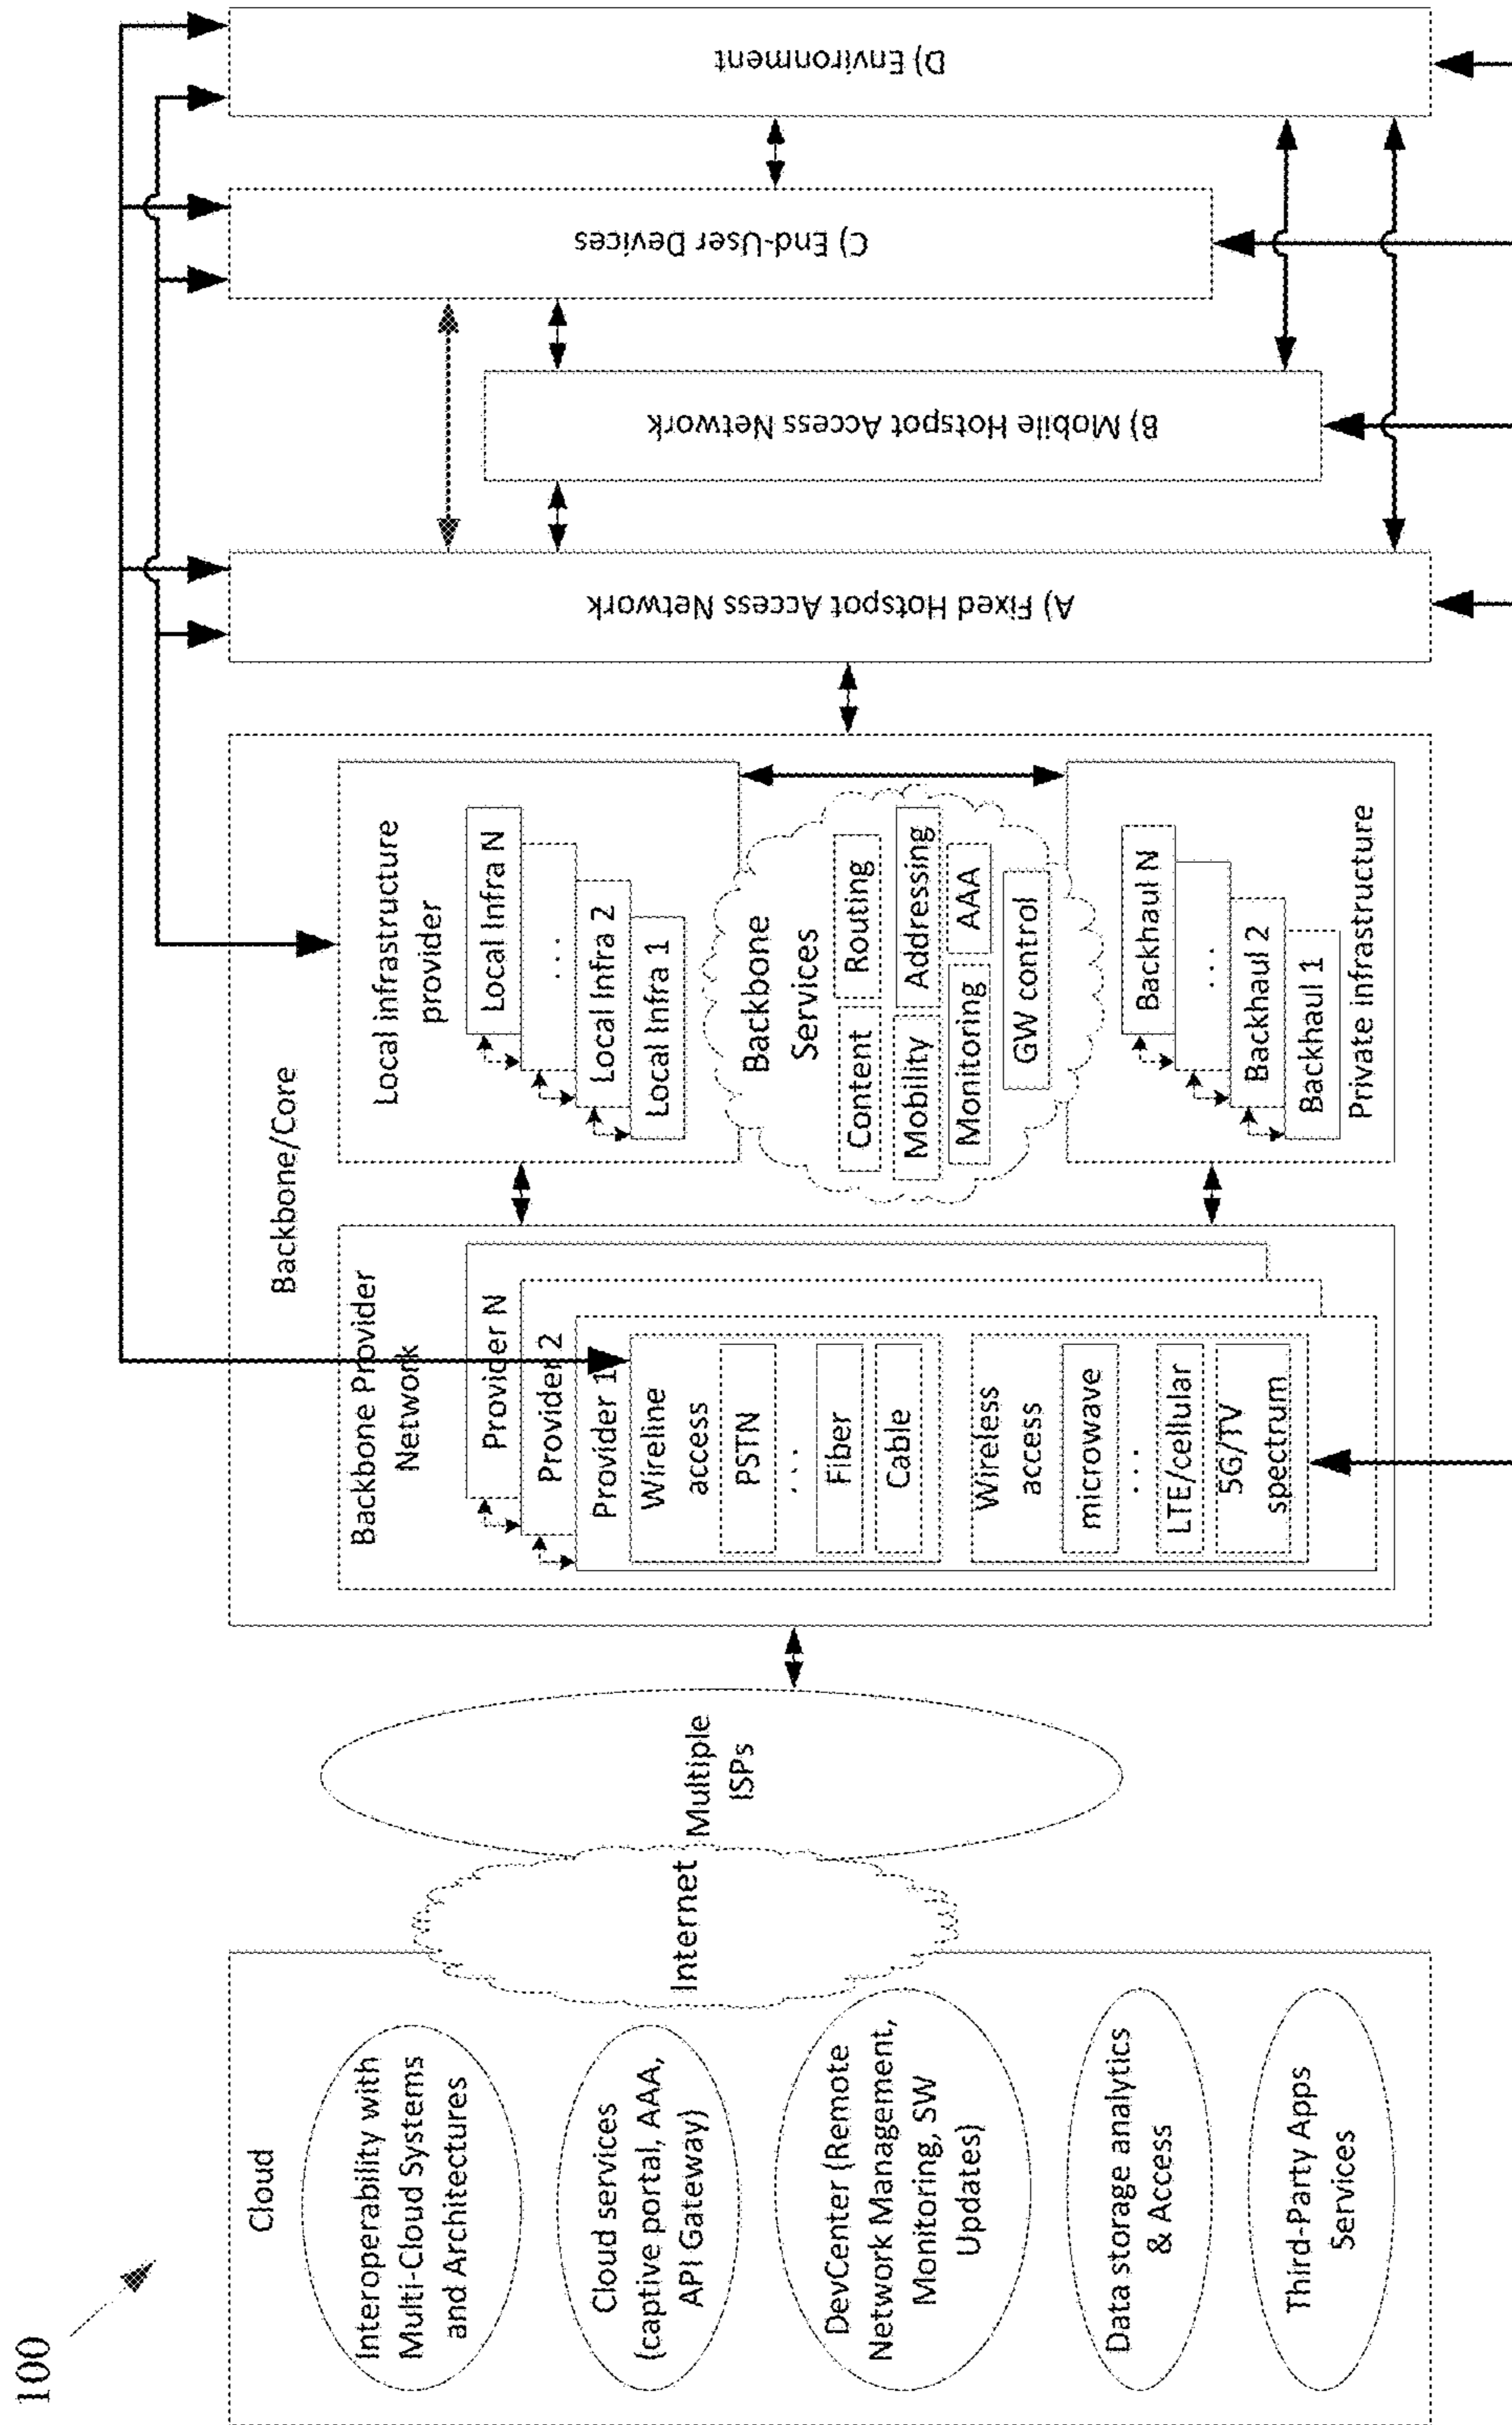 100
Cloud
Interoperability with
Multi-Cloud Systems
and Architectures
Cloud services
(captive portal, AAA,
API Gateway)
DevCenter (Remote
Network Management,
Monitoring, SW
Updates)
Data storage analytics
& Access
Third-Party Apps
Services
Internet
Multiple
ISPs
Backbone/Core
Backbone Provider
Network
Provider N
Provider 2
Provider 1
Wireline
access
PSTN
...
Fiber
Cable
Wireless
access
microwave
...
LTE/cellular
5G/TV
spectrum
Local infrastructure
provider
Local Infra N
...
Local Infra 2
Local Infra 1
Backbone
Services
Content
Routing
Mobility
Addressing
Monitoring
AAA
GW control
Backhaul N
...
Backhaul 2
Backhaul 1
Private infrastructure
A) Fixed Hotspot Access Network
B) Mobile Hotspot Access Network
C) End-User Devices
D) Environment